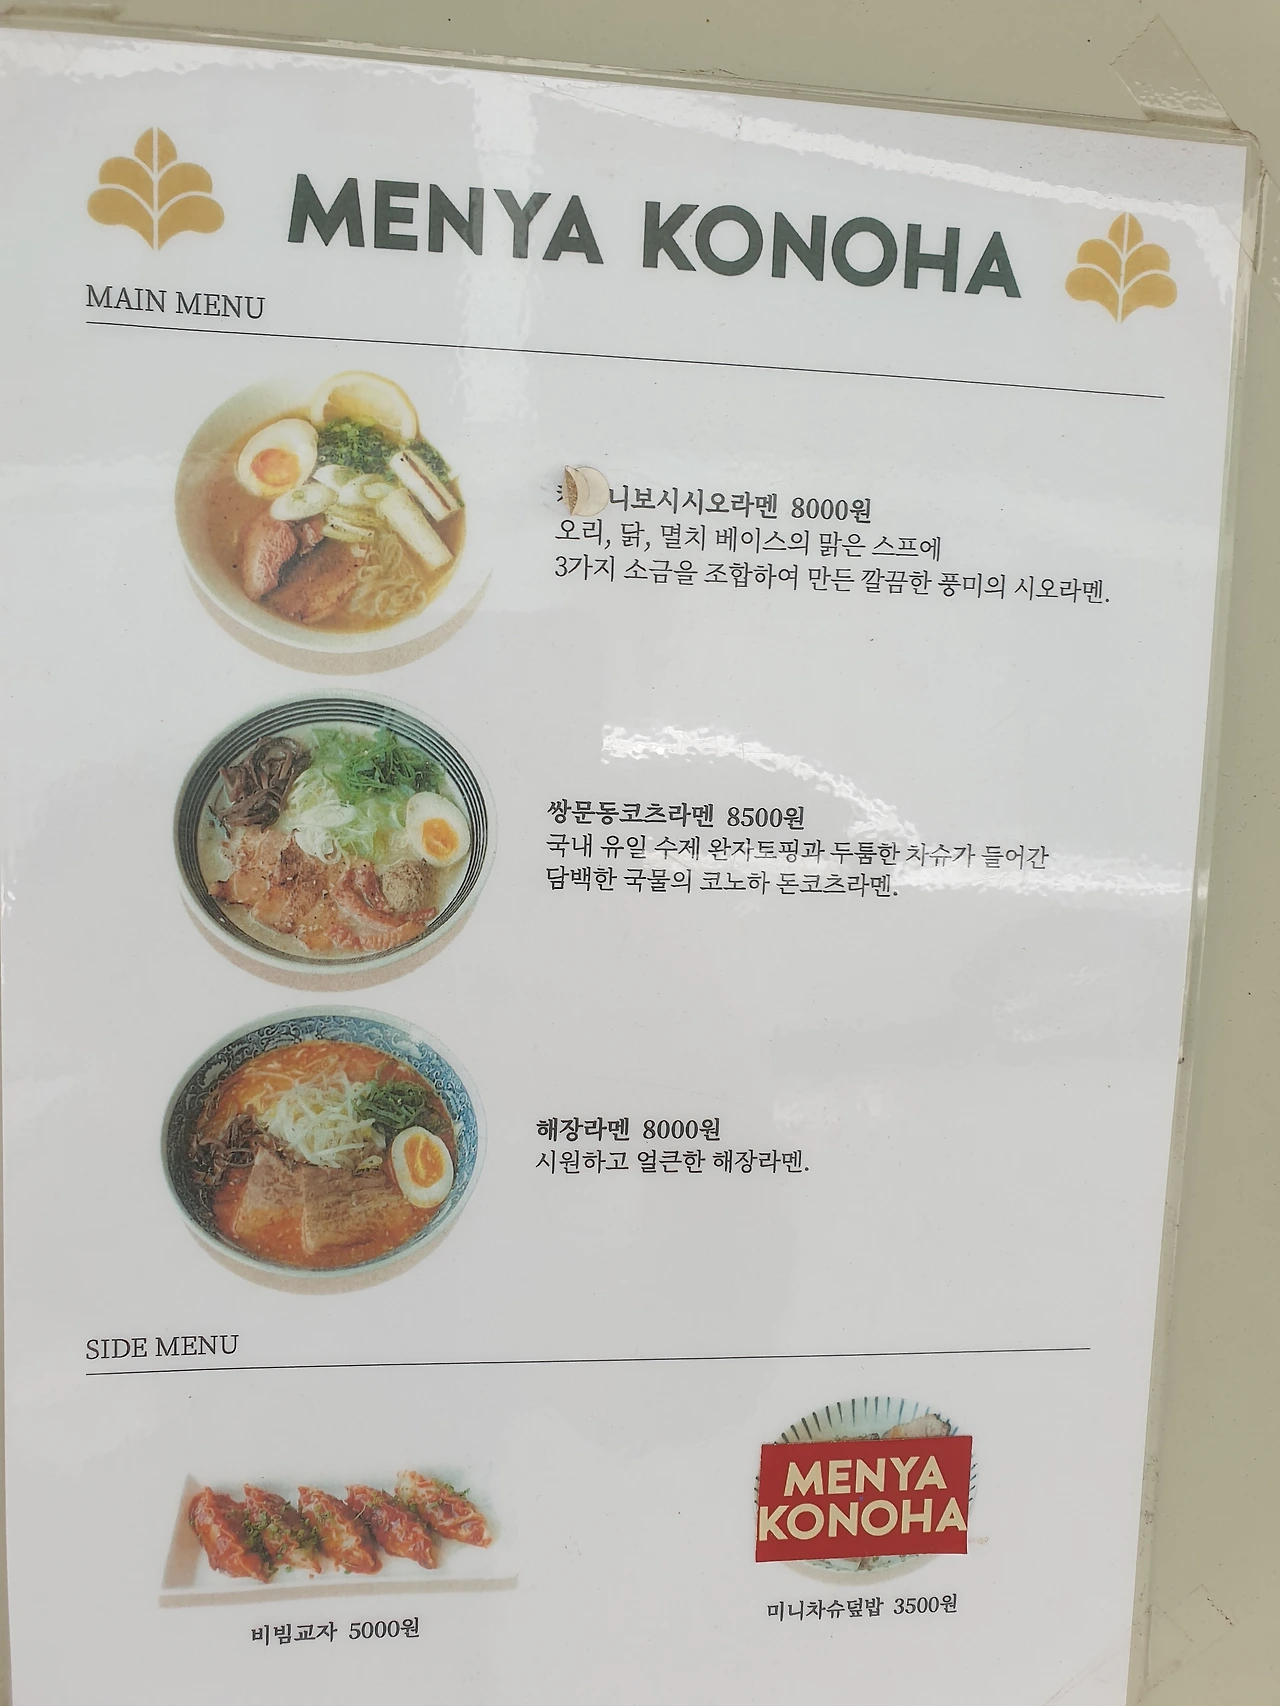 MENYA KONOHA
MAIN MENU
니보시시오라멘 8000원
오리, 닭, 멸치 베이스의 맑은 스프에
3가지 소금을 조합하여 만든 깔끔한 풍미의 시오라멘.
쌍문동코츠라멘 8500원
국내 유일 수제 완자토핑과 두툼한 차슈가 들어간
담백한 국물의 코노하 돈코츠라멘.
해장라멘 8000원
시원하고 얼큰한 해장라멘.
SIDE MENU
MENYA
KONOHA
비빔교자 5000원
미니차슈덮밥 3500원